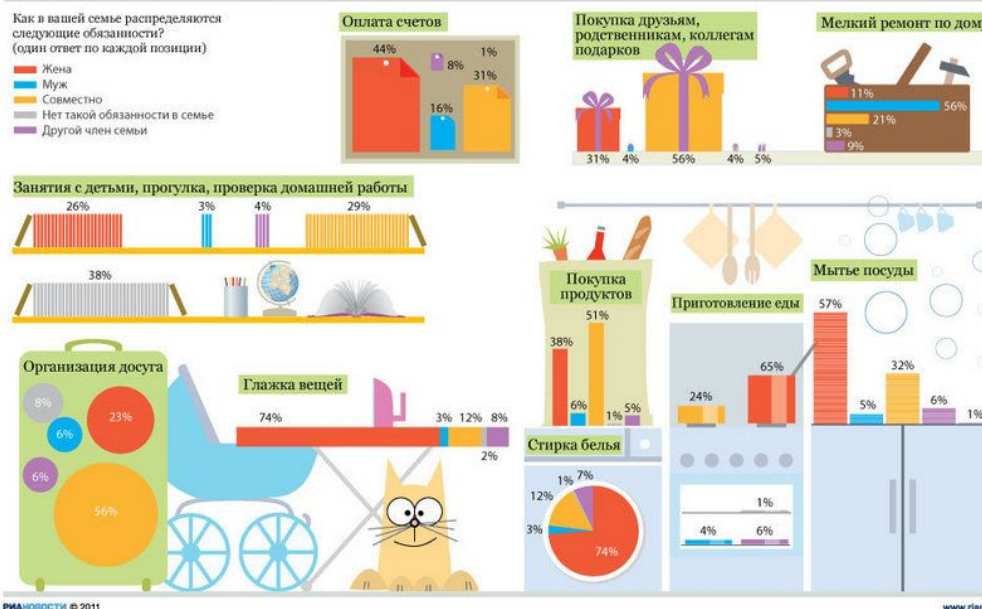 Как в вашей семье распределяются
следующие обязанности?
(один ответ по каждой позиции)
Жена
Муж
Совместно
Нет такой обязанности в семье
Другой член семьи
Оплата счетов
44%
8%
1%
16%
31%
Покупка друзьям,
родственникам, коллегам
подарков
31% 4% 56% 4% 5%
Мелкий ремонт по дому
11%
56%
21%
3%
9%
Занятия с детьми, прогулка, проверка домашней работы
26% 3% 4% 29%
38%
Покупка
продуктов
51%
38%
6% 1% 5%
Приготовление еды
65%
24%
1%
4% 6%
Мытье посуды
57%
32%
5% 6% 1%
Организация досуга
8%
23%
6%
6%
56%
Глажка вещей
74% 3% 12% 8%
2%
Стирка белья
1% 7%
12%
3%
74%
РИАНОВОСТИ © 2011
www.rian